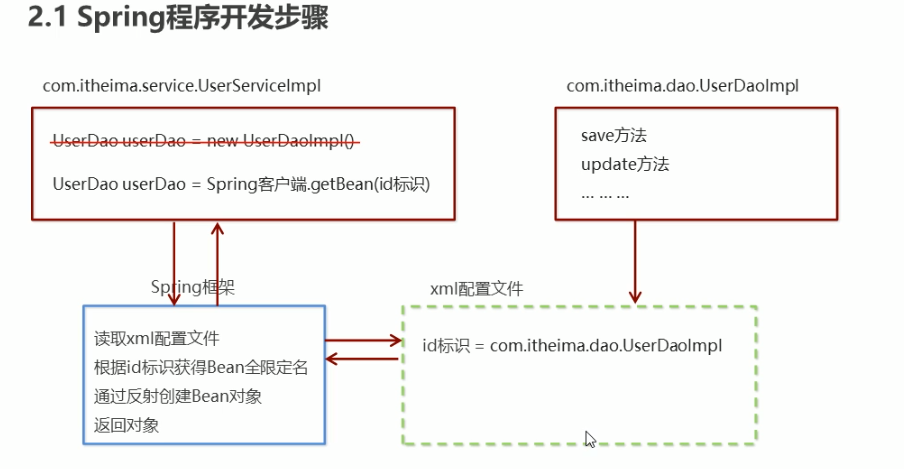 2.1 Spring程序开发步骤
com.itheima.service.UserServiceImpl
UserDao userDao = new UserDaoImpl()
UserDao userDao = Spring客户端.getBean(id标识)
com.itheima.dao.UserDaoImpl
save方法
update方法
... ... ...
Spring框架
读取xml配置文件
根据id标识获得Bean全限定名
通过反射创建Bean对象
返回对象
xml配置文件
id标识 = com.itheima.dao.UserDaoImpl